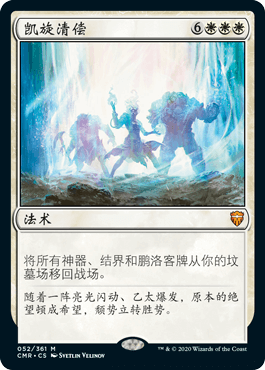 凯旋清偿 6
法术
将所有神器、结界和鹏洛客牌从你的坟
墓场移回战场。
随着一阵亮光闪动、乙太爆发，原本的绝
望顿成希望，颓势立转胜势。
052/361 M
CMR • CS SVETLIN VELINOV
™ & © 2020 Wizards of the Coast